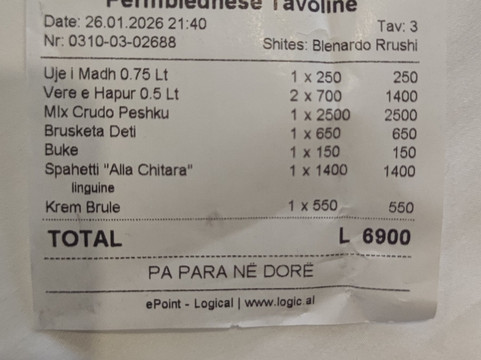 Permbledhese Tavoline
Date: 26.01.2026 21:40 Tav: 3
Nr: 0310-03-02688 Shites: Blenardo Rrushi
Uje i Madh 0.75 Lt 1 x 250 250
Vere e Hapur 0.5 Lt 2 x 700 1400
MIx Crudo Peshku 1 x 2500 2500
Brusketa Deti 1 x 650 650
Buke 1 x 150 150
Spahetti "Alla Chitara" 1 x 1400 1400
linguine
Krem Brule 1 x 550 550
TOTAL L 6900
PA PARA NË DORË
ePoint - Logical | www.logic.al